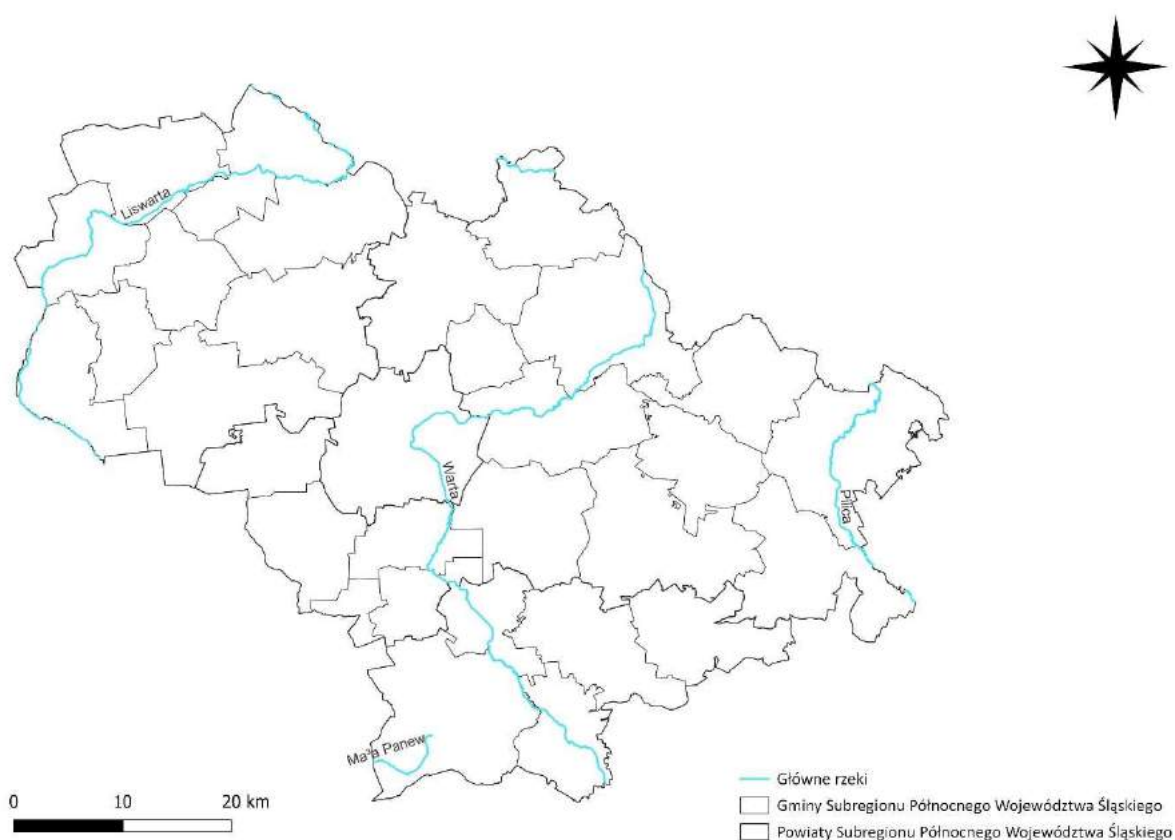 Liswarta
Warta
Pilica
Ma³a Panew
0 10 20 km
Główne rzeki
Gminy Subregionu Północnego Województwa Śląskiego
Powiaty Subregionu Północnego Województwa Śląskiego